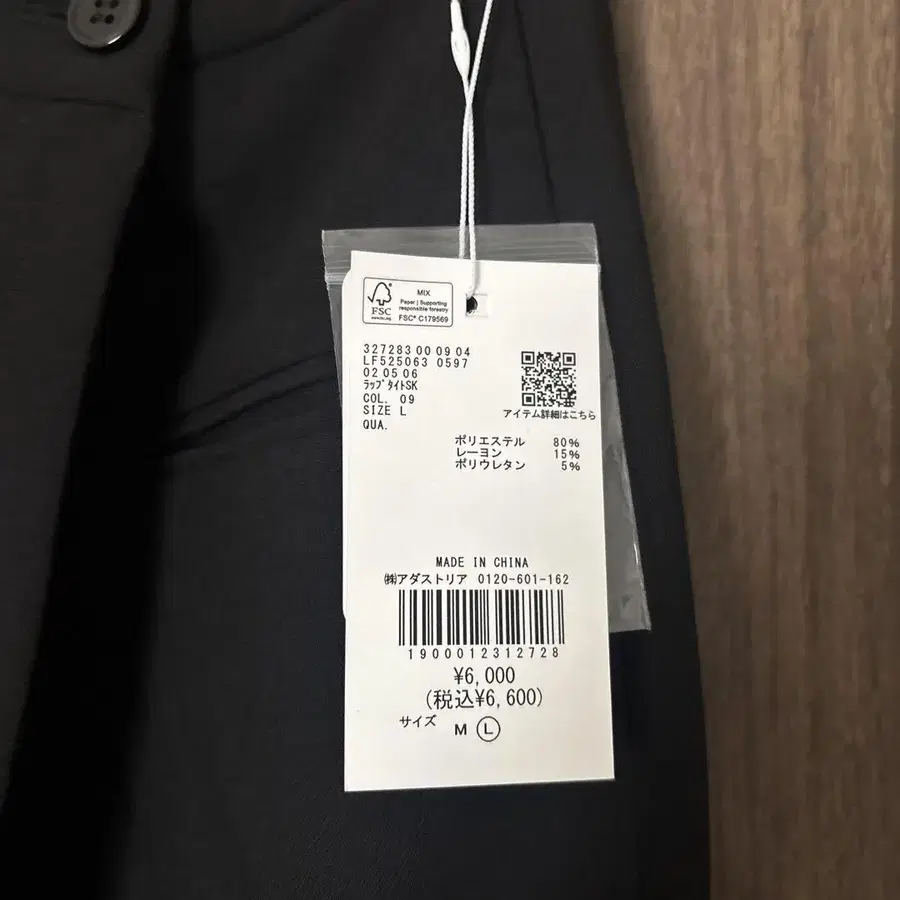 FSC
www.fsc.org
MIX
Paper | Supporting
responsible forestry
FSC® C179569
327283 00 09 04
LF525063 0597
02 05 06
ﾗｯﾌﾟﾀｲﾄSK
COL. 09
SIZE L
QUA.
アイテム詳細はこちら
ポリエステル 80%
レーヨン 15%
ポリウレタン 5%
MADE IN CHINA
㈱アダストリア 0120-601-162
1900012312728
¥6,000
(税込¥6,600)
サイズ M L